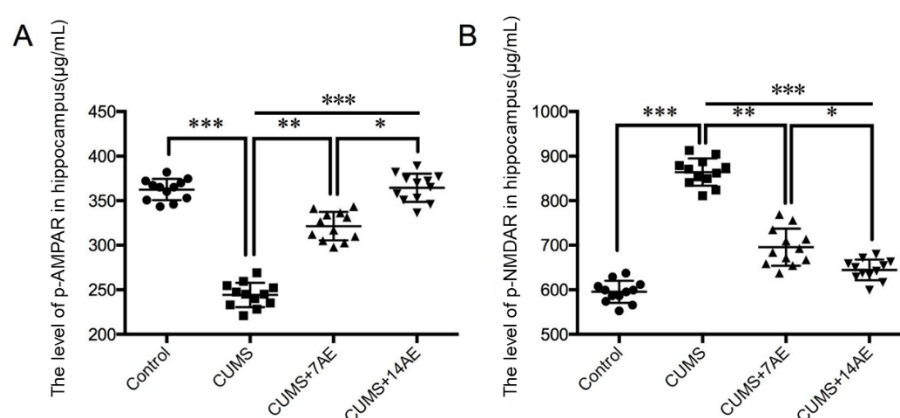 A
The level of p-AMPAR in hippocampus(μg/mL)
450
400
350
300
250
200
***
***
**
*
Control
CUMS
CUMS+7AE
CUMS+14AE
B
The level of p-NMDAR in hippocampus(μg/mL)
1000
900
800
700
600
500
***
***
**
*
Control
CUMS
CUMS+7AE
CUMS+14AE